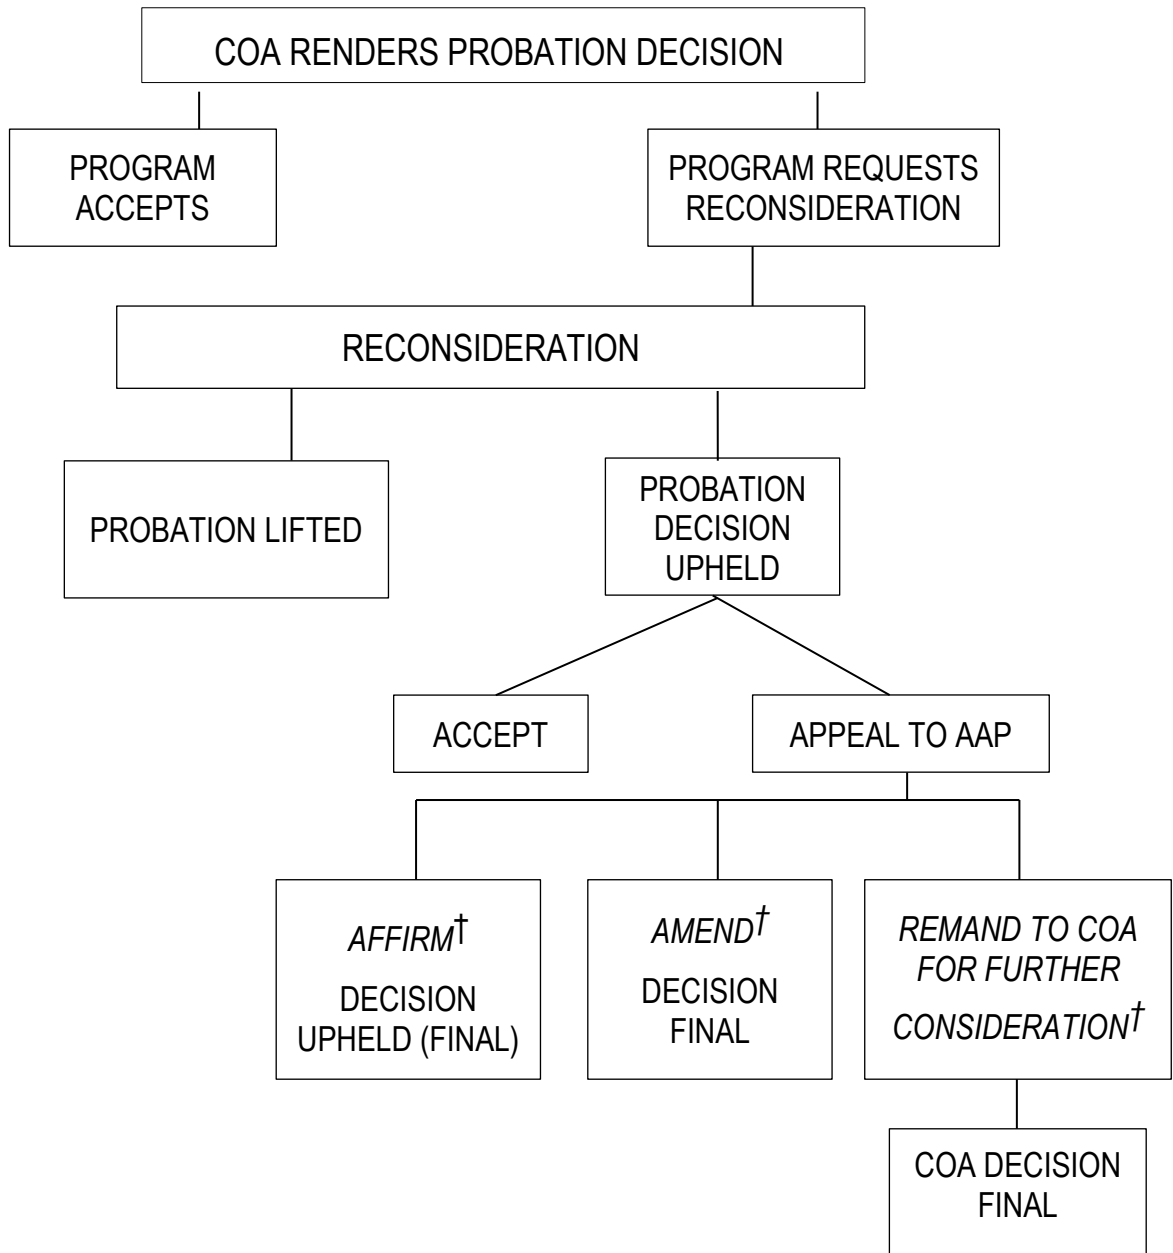 COA RENDERS PROBATION DECISION
PROGRAM
ACCEPTS
PROGRAM REQUESTS
RECONSIDERATION
RECONSIDERATION
PROBATION LIFTED
PROBATION
DECISION
UPHELD
ACCEPT
APPEAL TO AAP
AFFIRM†
DECISION
UPHELD (FINAL)
AMEND†
DECISION
FINAL
REMAND TO COA
FOR FURTHER
CONSIDERATION†
COA DECISION
FINAL